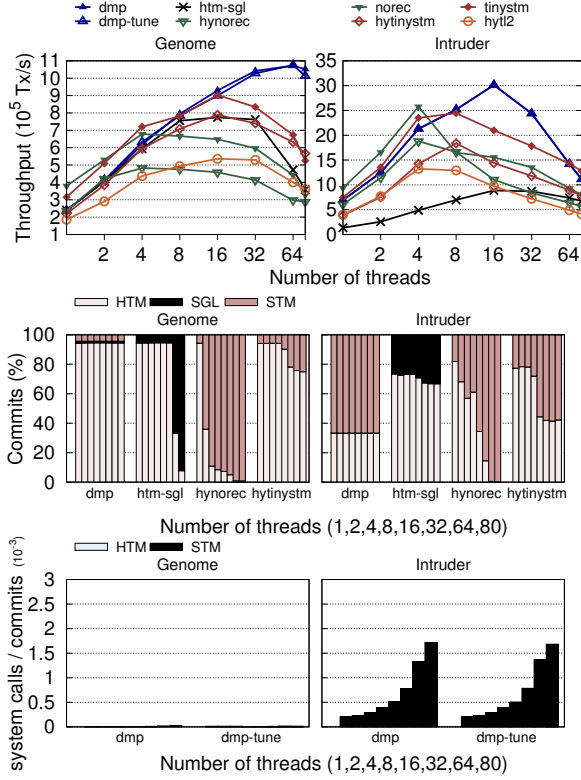 dmp
dmp-tune
htm-sgl
hynorec
norec
hytinystm
tinystm
hytl2
Genome
Intruder
Throughput (10^5 Tx/s)
11
10
9
8
7
6
5
4
3
2
1
2 4 8 16 32 64
35
30
25
20
15
10
5
0
2 4 8 16 32 64
Number of threads
HTM SGL STM
Genome
Intruder
Commits (%)
100
80
60
40
20
0
dmp htm-sgl hynorec hytinystm
dmp htm-sgl hynorec hytinystm
Number of threads (1,2,4,8,16,32,64,80)
HTM STM
Genome
Intruder
system calls / commits (10^-3)
3
2.5
2
1.5
1
0.5
0
dmp dmp-tune
dmp dmp-tune
Number of threads (1,2,4,8,16,32,64,80)